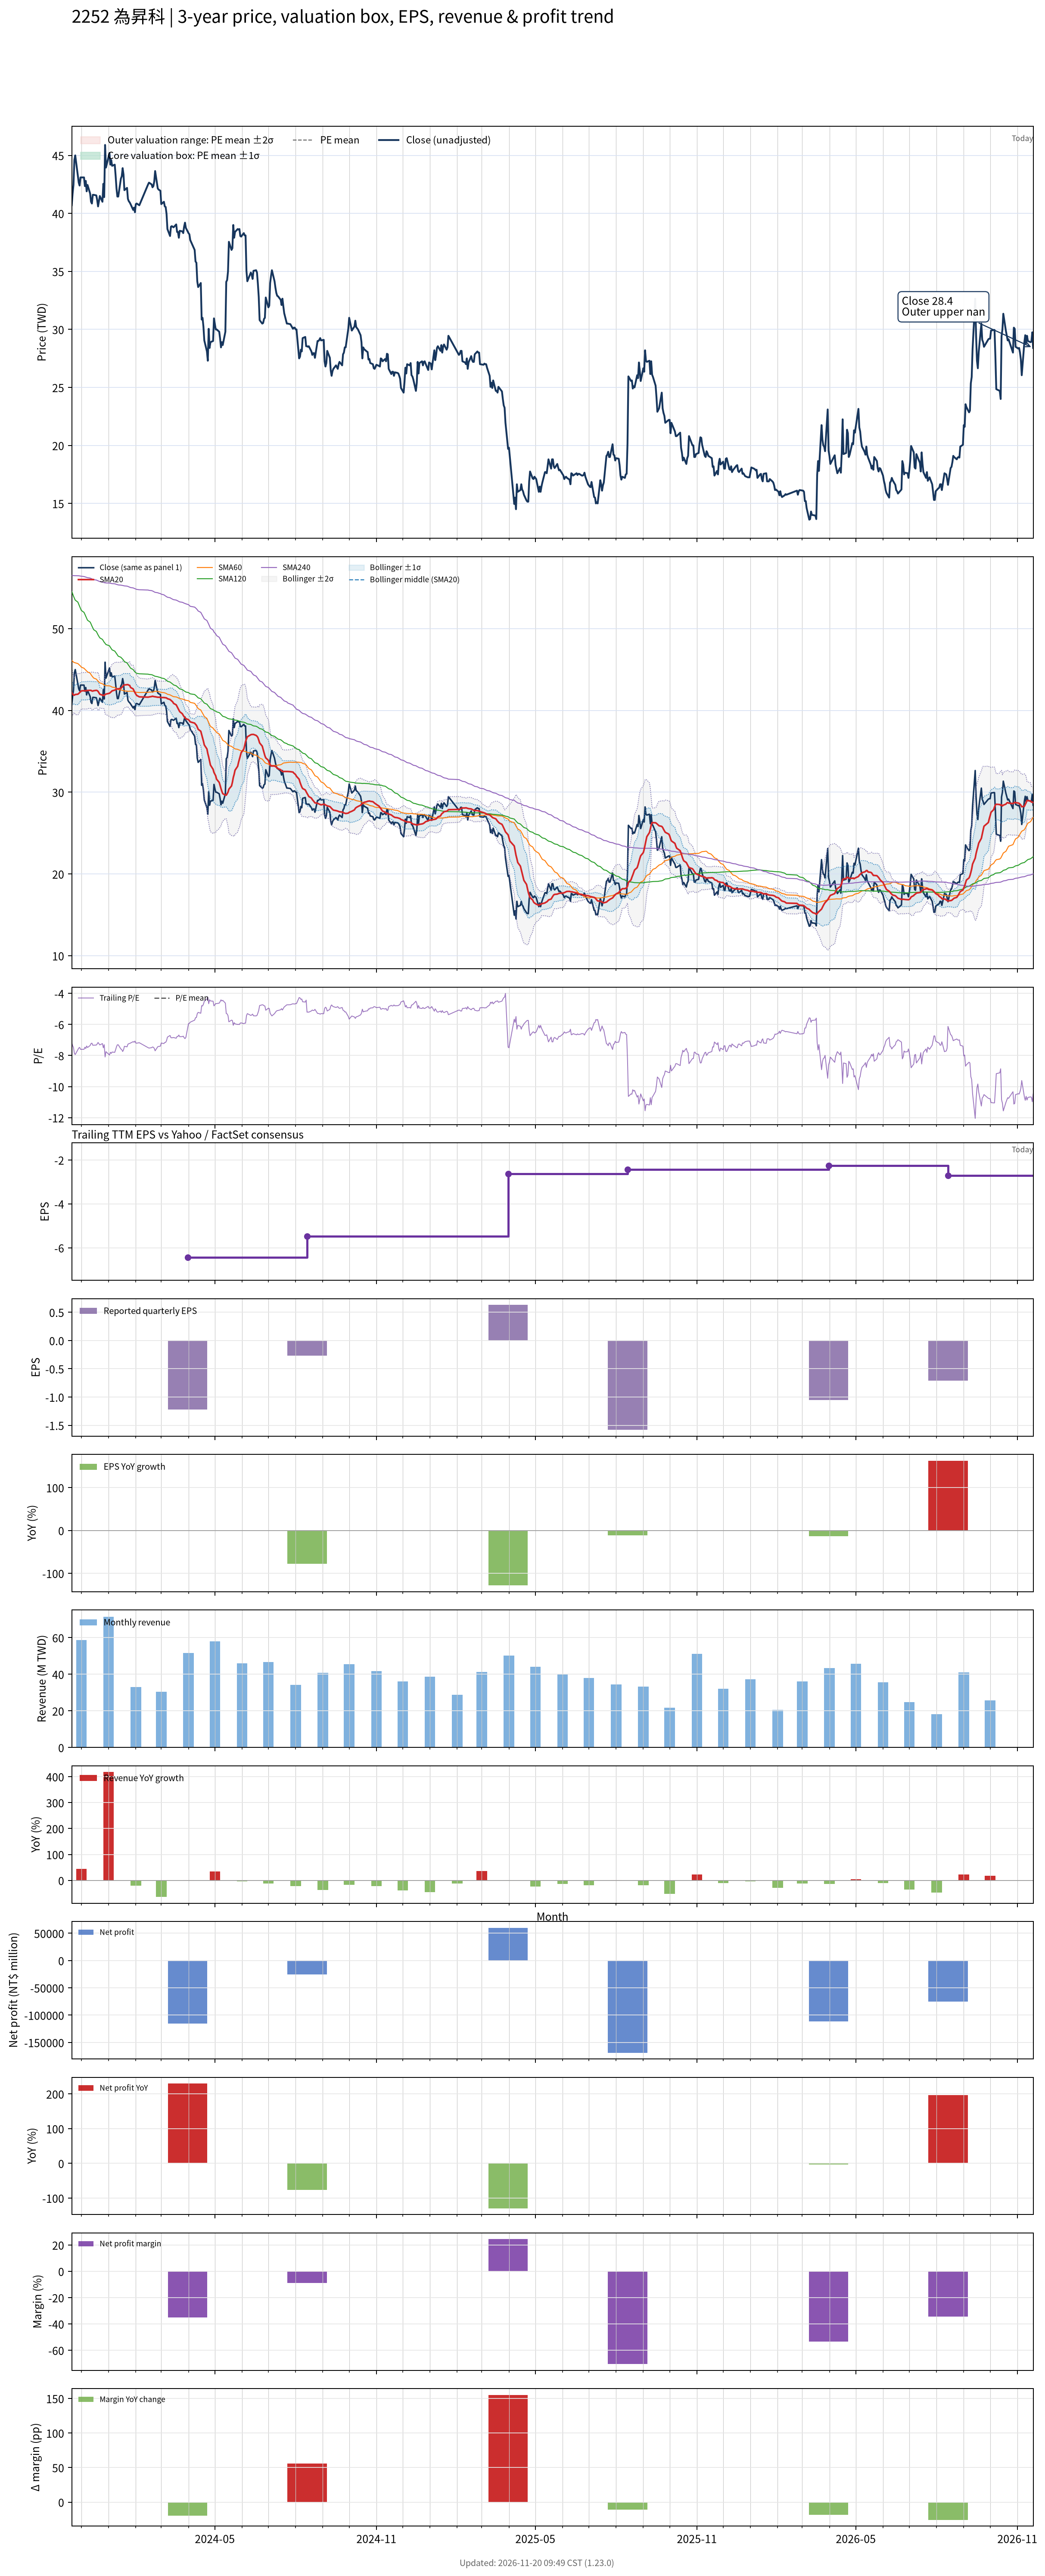 2252 為昇科 | 3-year price, valuation box, EPS, revenue & profit trend
Outer valuation range: PE mean ±2σ
PE mean
Close (unadjusted)
Core valuation box: PE mean ±1σ
Today
Close 28.4
Outer upper nan
Price (TWD)
45
40
35
30
25
20
15
Close (same as panel 1)
SMA20
SMA60
SMA120
SMA240
Bollinger ±2σ
Bollinger ±1σ
Bollinger middle (SMA20)
Price
50
40
30
20
10
Trailing P/E
P/E mean
P/E
-4
-6
-8
-10
-12
Trailing TTM EPS vs Yahoo / FactSet consensus
Today
EPS
-2
-4
-6
Reported quarterly EPS
EPS
0.5
0.0
-0.5
-1.0
-1.5
EPS YoY growth
YoY (%)
100
0
-100
Monthly revenue
Revenue (M TWD)
60
40
20
0
Revenue YoY growth
YoY (%)
400
300
200
100
0
Month
Net profit
Net profit (NT$ million)
50000
0
-50000
-100000
-150000
Net profit YoY
YoY (%)
200
100
0
-100
Net profit margin
Margin (%)
20
0
-20
-40
-60
Margin YoY change
Δ margin (pp)
150
100
50
0
2024-05
2024-11
2025-05
2025-11
2026-05
2026-11
Updated: 2026-11-20 09:49 CST (1.23.0)